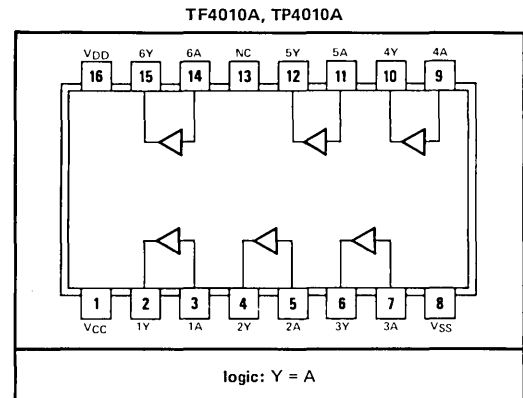 TF4010A, TP4010A
VDD 6Y 6A NC 5Y 5A 4Y 4A
16 15 14 13 12 11 10 9
1 2 3 4 5 6 7 8
VCC 1Y 1A 2Y 2A 3Y 3A VSS
logic: Y = A